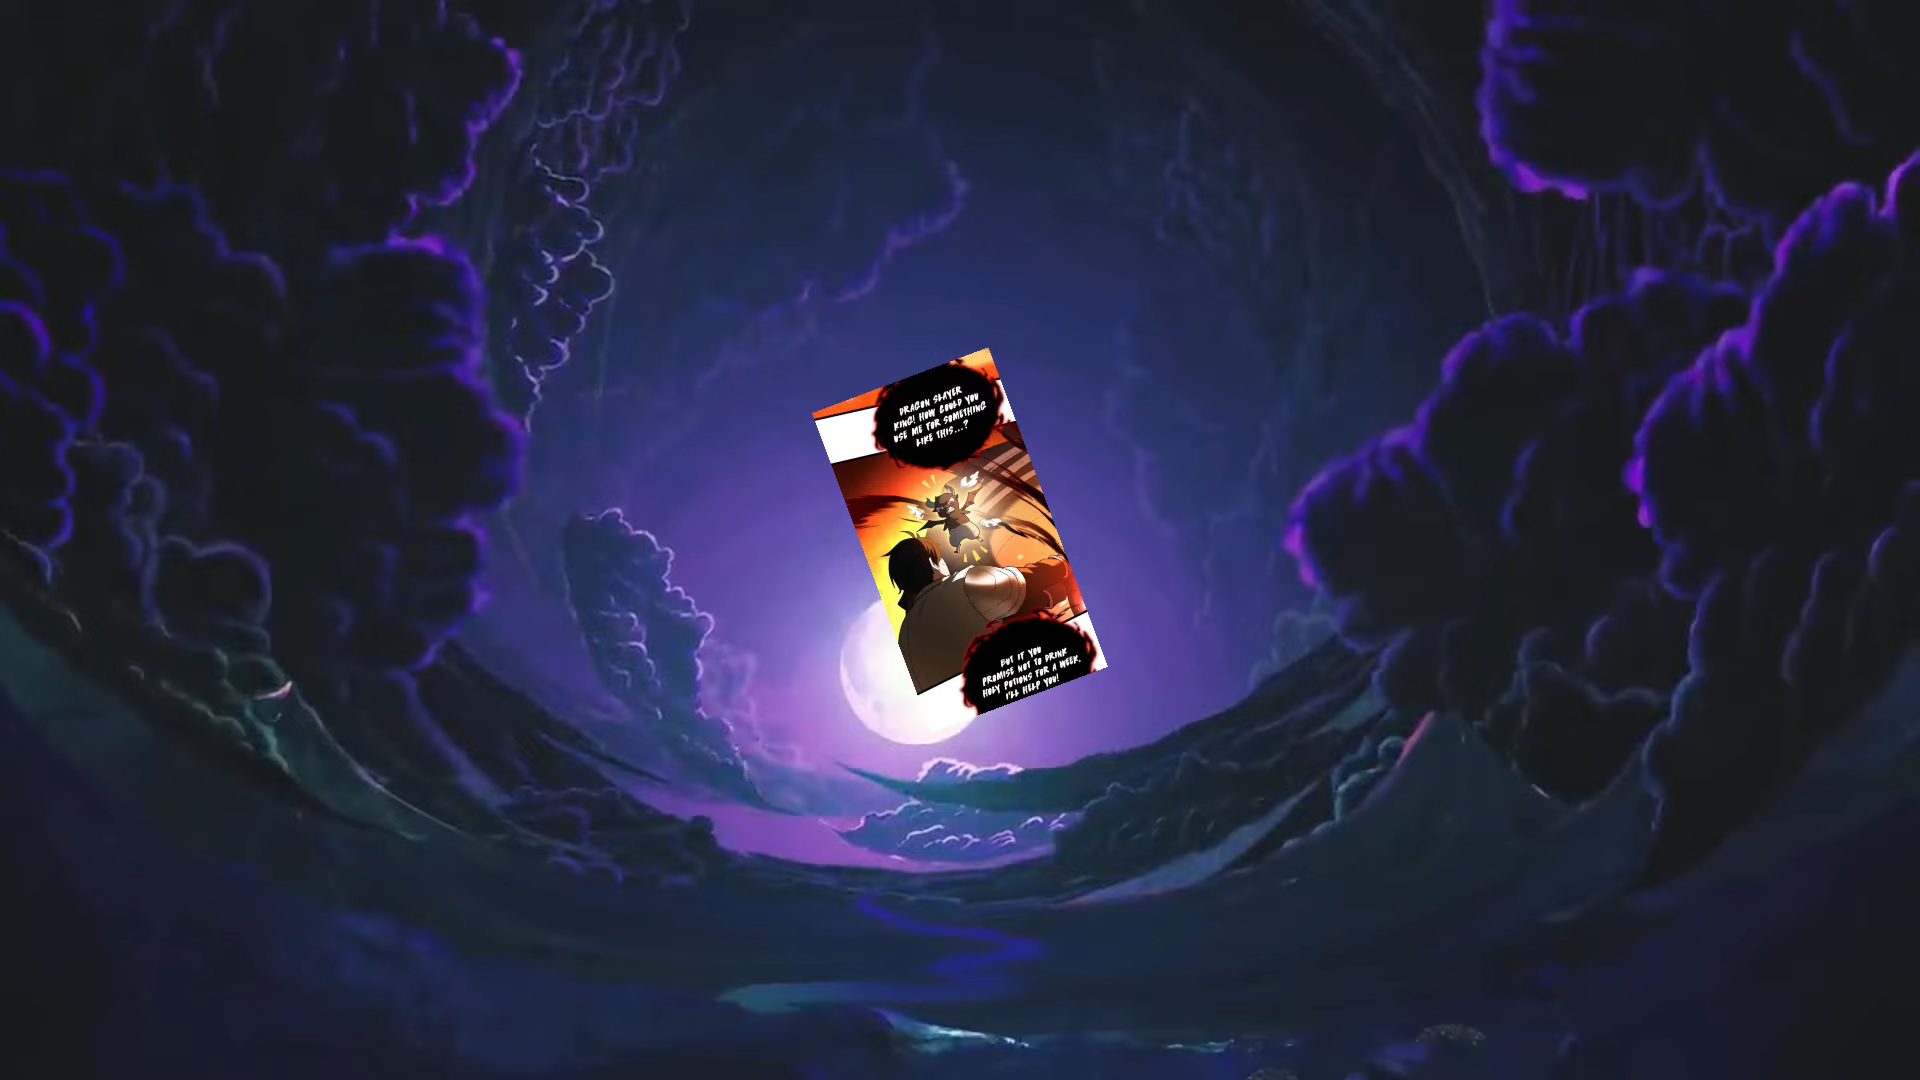 DRAGON SLAYER
KING! HOW COULD YOU
USE ME FOR SOMETHING
LIKE THIS...?
BUT IF YOU
PROMISE NOT TO DRINK
HOLY POTIONS FOR A WEEK,
I'LL HELP YOU!